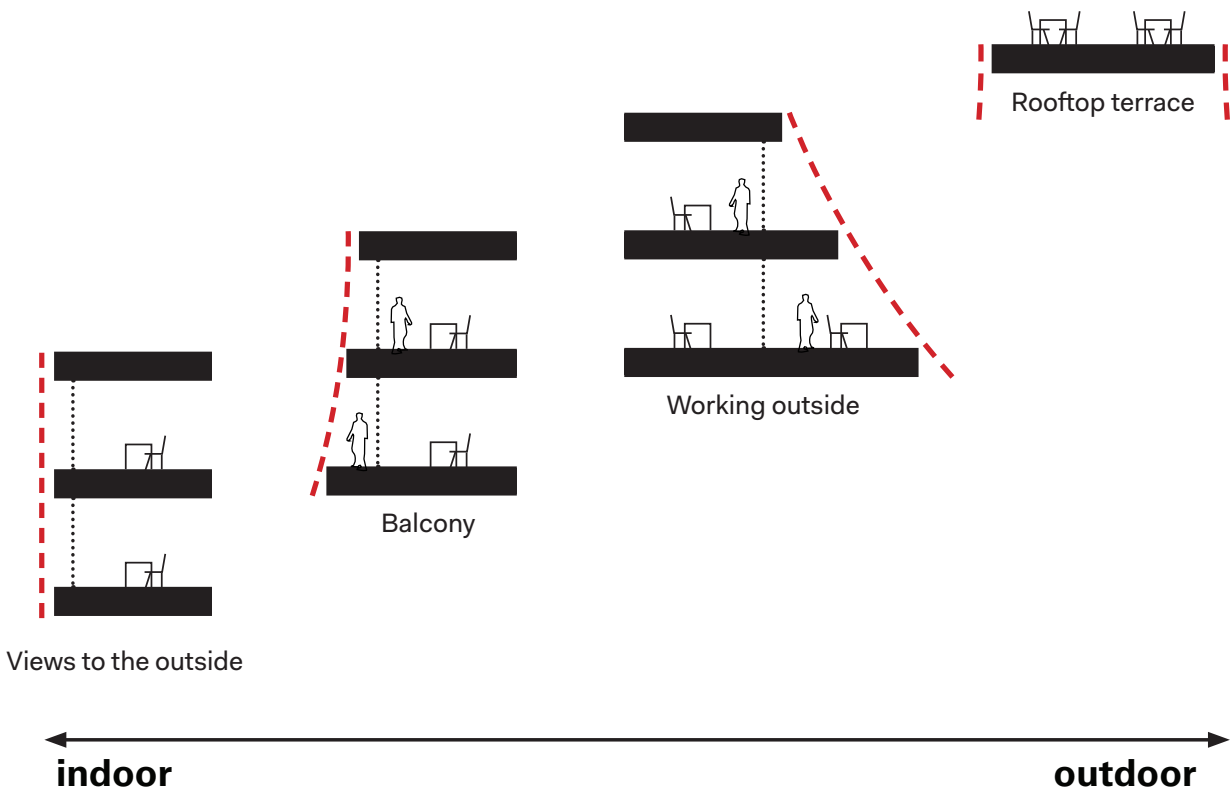 Rooftop terrace
Working outside
Balcony
Views to the outside
indoor
outdoor